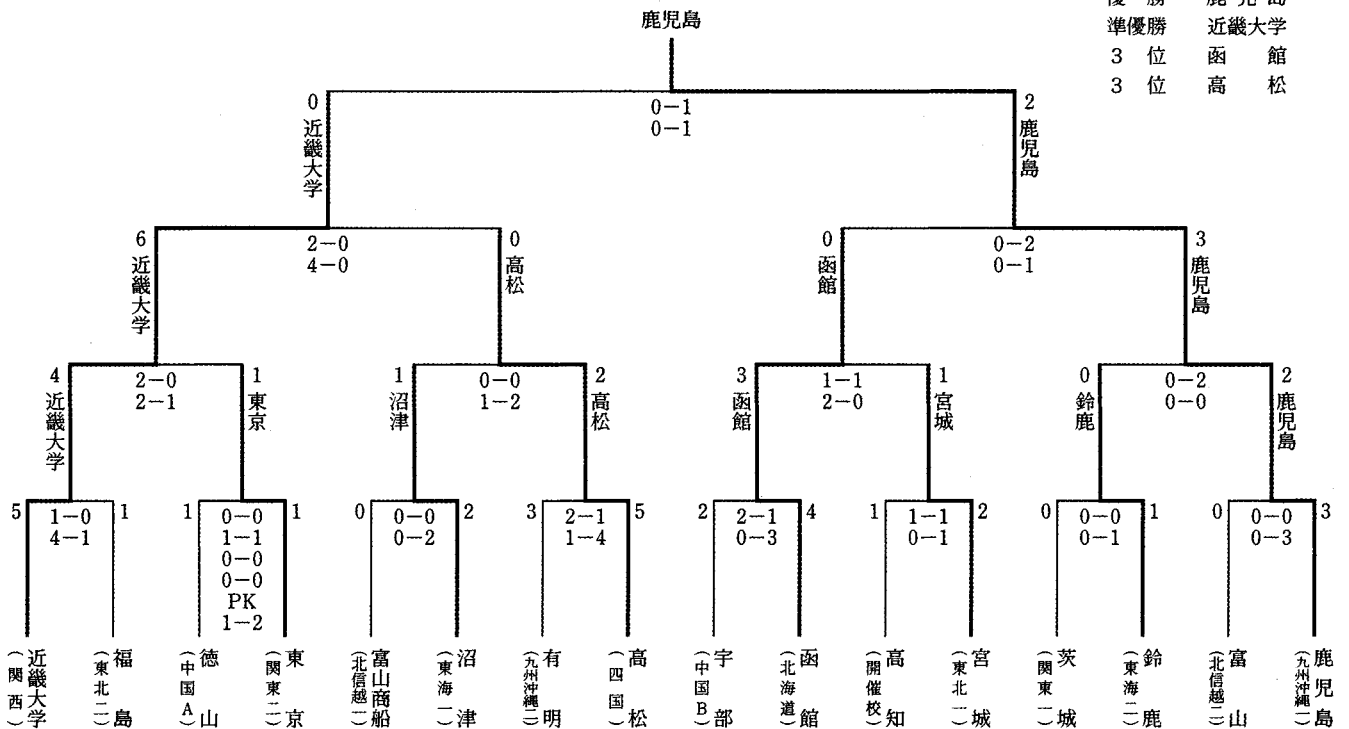 優勝 鹿児島
準優勝 近畿大学
3位 函館
3位 高松
鹿児島
0 近畿大学
0-1
0-1
2 鹿児島
6 近畿大学
2-0
4-0
0 高松
0 函館
0-2
0-1
3 鹿児島
4 近畿大学
2-0
2-1
1 東京
1 沼津
0-0
1-2
2 高松
3 函館
1-1
2-0
1 宮城
0 鈴鹿
0-2
0-0
2 鹿児島
5
1-0
4-1
1
1
0-0
1-1
0-0
0-0
PK
1-2
1
0
0-0
0-2
2
3
2-1
1-4
5
2
2-1
0-3
4
1
1-1
0-1
2
0
0-0
0-1
1
0
0-0
0-3
3
近畿大学
(関西)
福島
(東北二)
徳山
(中国A)
東京
(関東二)
富山商船
(北信越一)
沼津
(東海一)
有明
(九州沖縄二)
高松
(四国)
宇部
(中国B)
函館
(北海道)
高知
(開催校)
宮城
(東北一)
茨城
(関東一)
鈴鹿
(東海二)
富山
(北信越二)
鹿児島
(九州沖縄一)